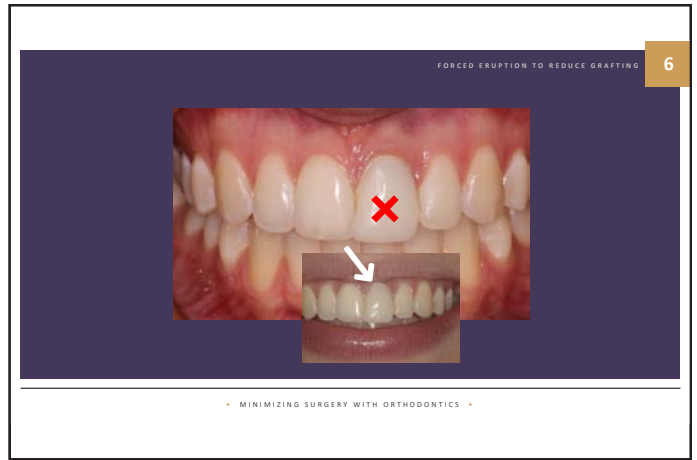 FORCED ERUPTION TO REDUCE GRAFTING
6
• MINIMIZING SURGERY WITH ORTHODONTICS •